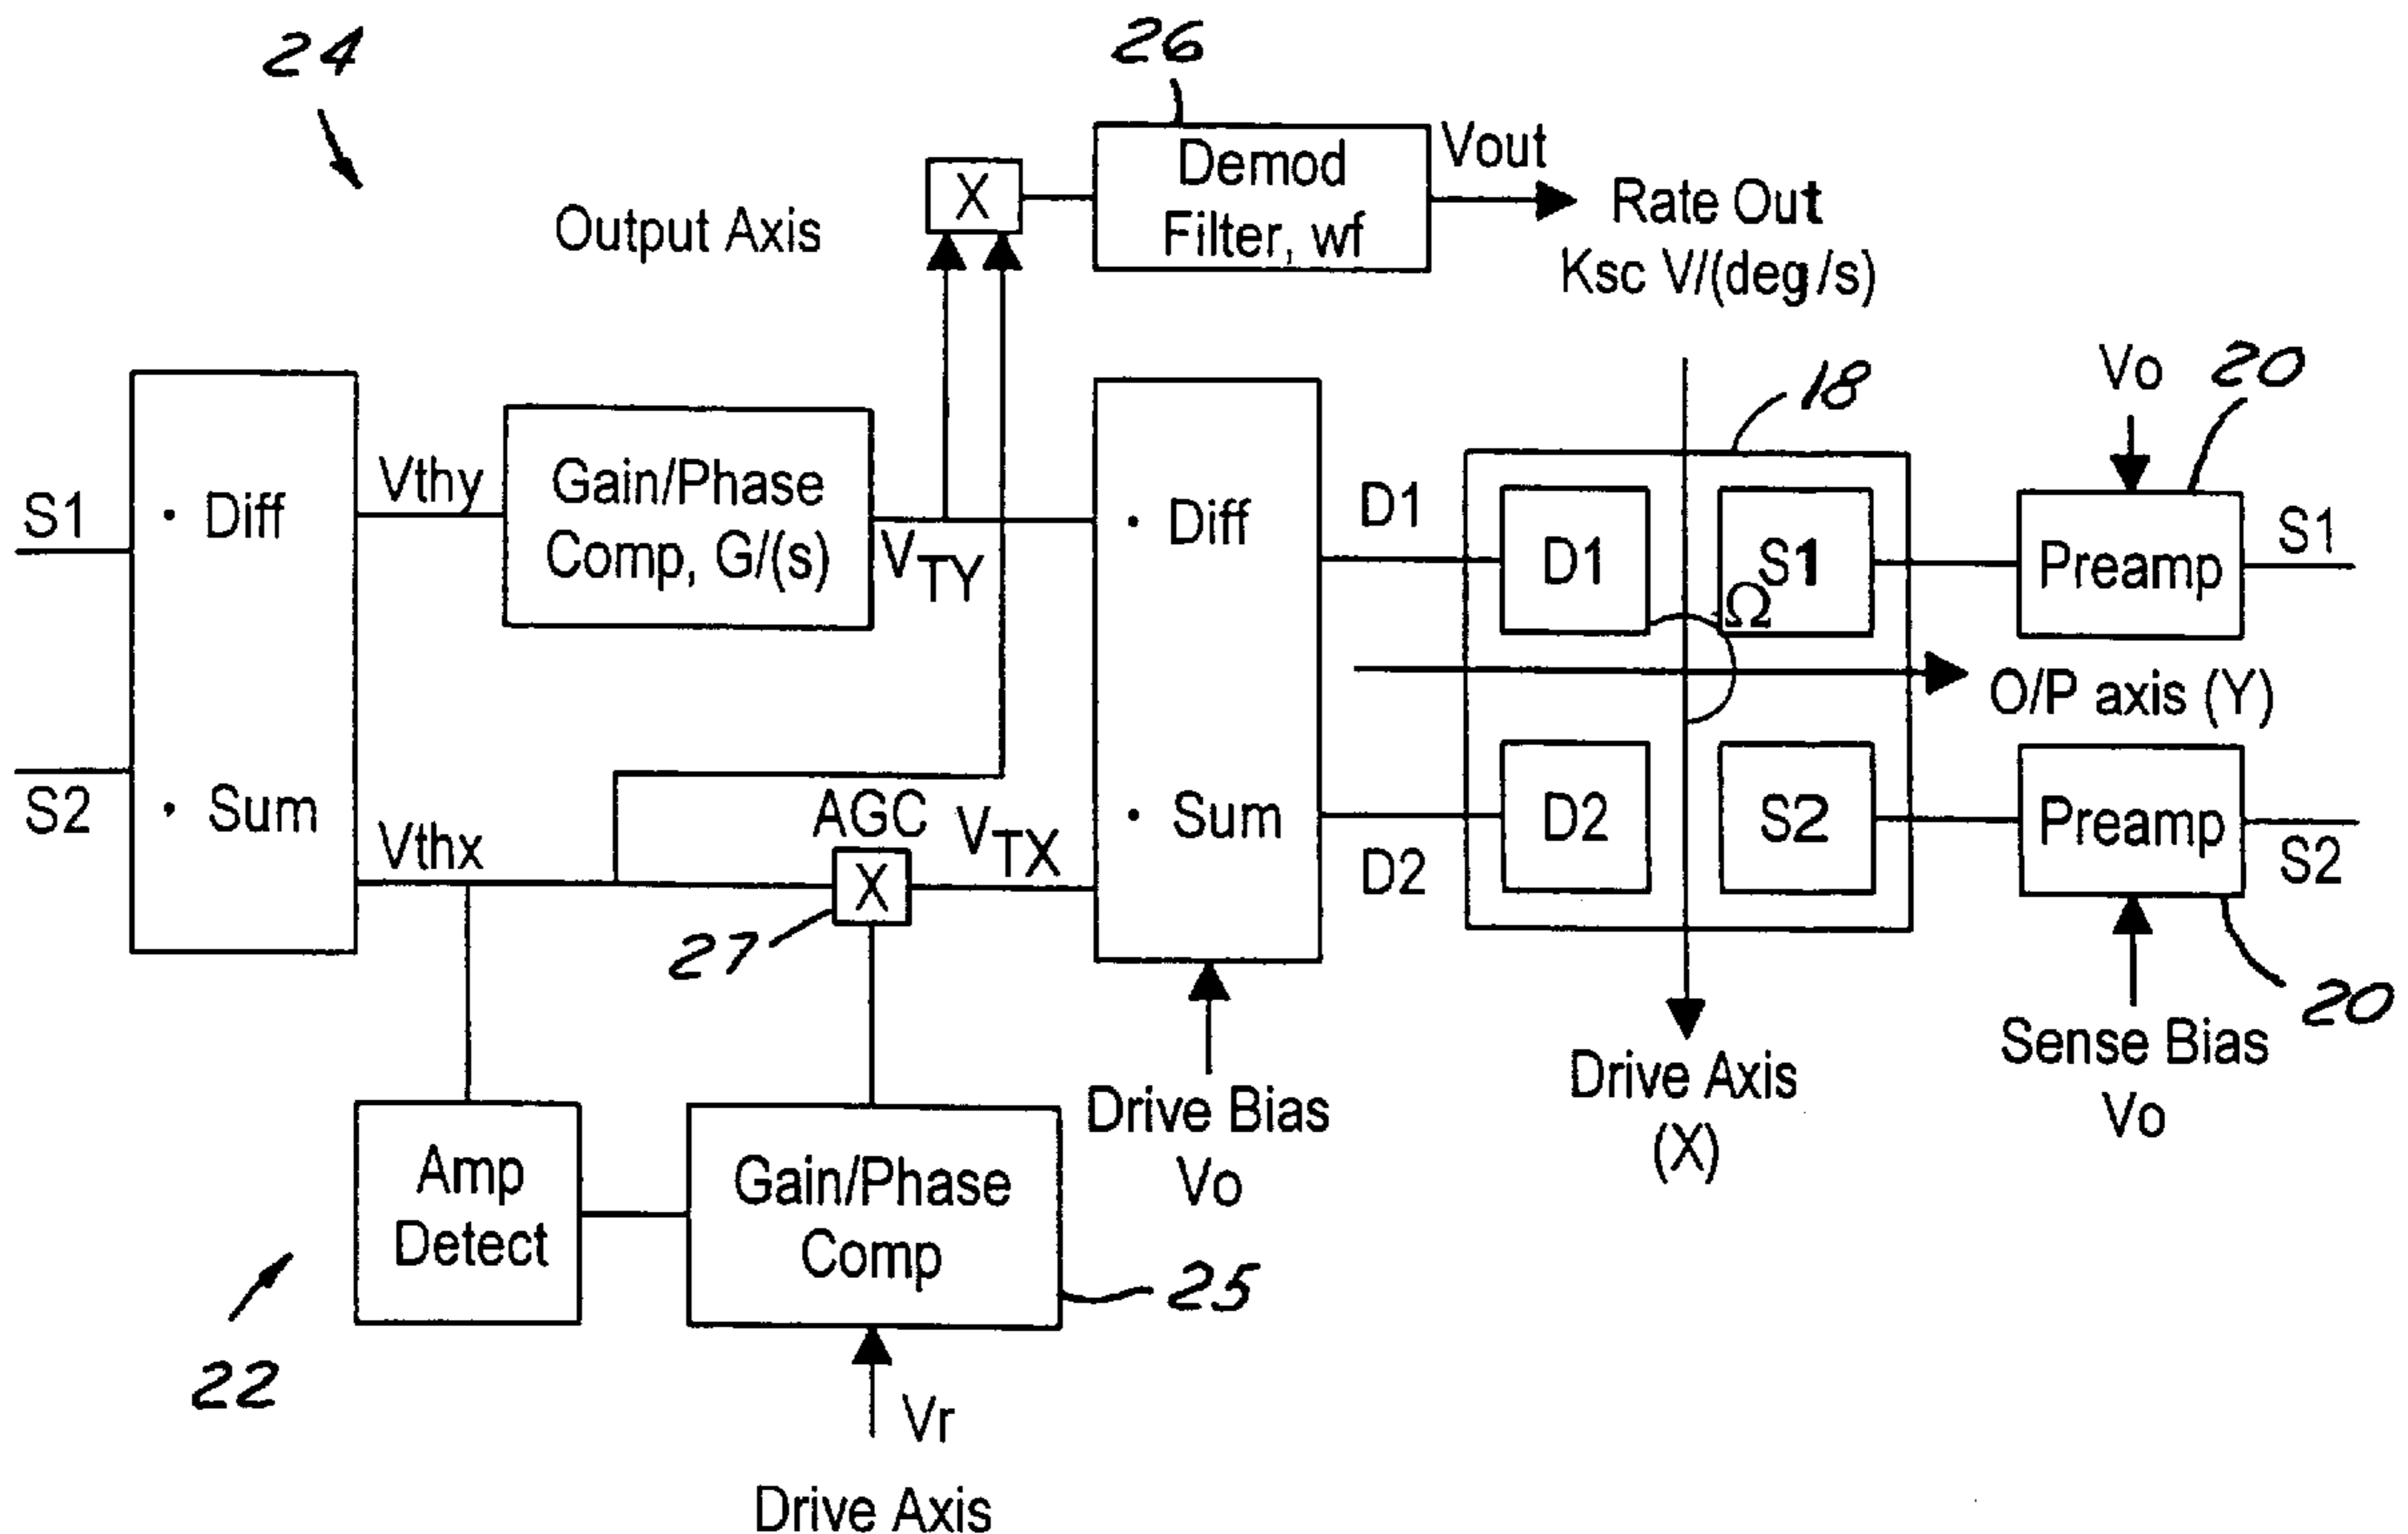 24
26
Output Axis
X
Demod
Filter, wf
Vout
Rate Out
Ksc V/(deg/s)
S1
S2
· Diff
· Sum
Vthy
Vthx
Gain/Phase
Comp, G/(s)
VTY
AGC
X
27
VTX
· Diff
· Sum
D1
D2
18
D1
S1
Ω
D2
S2
Vo
20
Preamp
S1
O/P axis (Y)
Preamp
S2
20
Sense Bias
Vo
Drive Axis
(X)
Drive Bias
Vo
Amp
Detect
Gain/Phase
Comp
25
22
Vr
Drive Axis